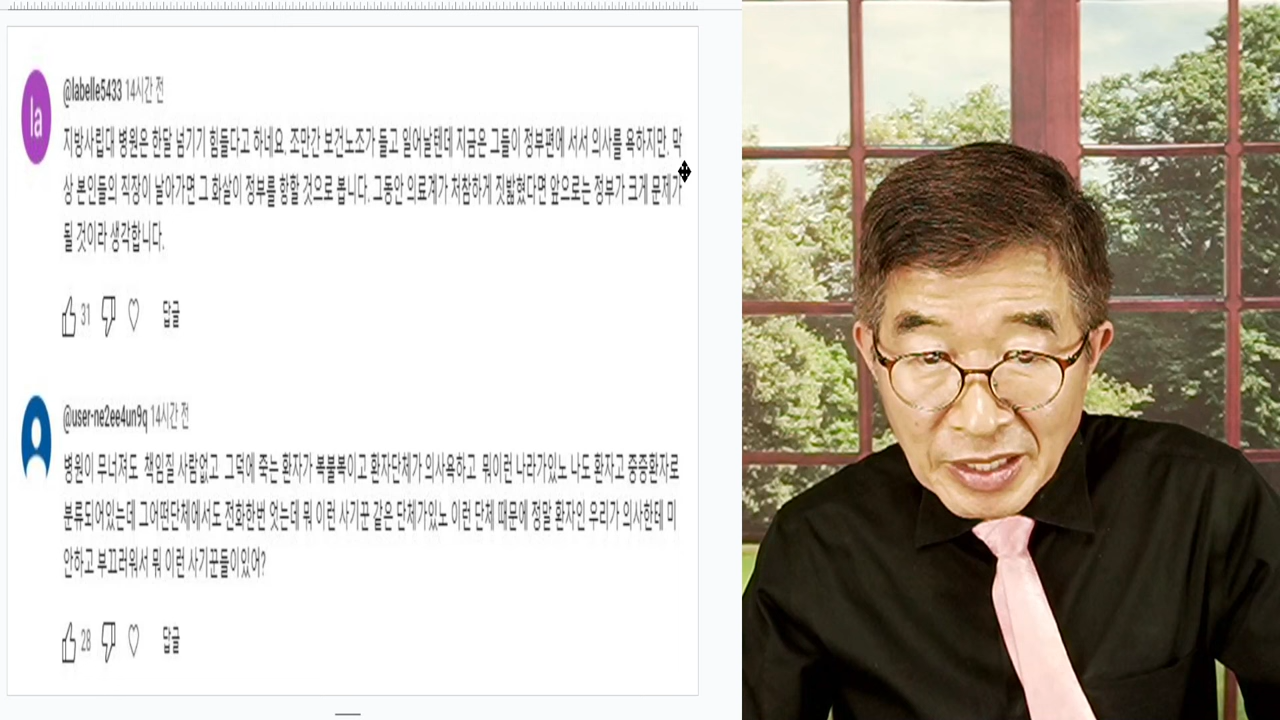 la
@labelle5433 14시간 전
지방사립대 병원은 한달 넘기기 힘들다고 하네요. 조만간 보건노조가 들고 일어날텐데 지금은 그들이 정부편에 서서 의사를 욕하지만. 막
상 본인들의 직장이 날아가면 그 화살이 정부를 향할 것으로 봅니다. 그동안 의료계가 처참하게 짓밟혔다면 앞으로는 정부가 크게 문제가
될 것이라 생각합니다.
31 답글
@user-ne2ee4un9q 14시간 전
병원이 무너져도 책임질 사람없고 그덕에 죽는 환자가 복불복이고 환자단체가 의사욕하고 뭐이런 나라가있노 나도 환자고 중증환자로
분류되어있는데 그어떤단체에서도 전화한번 엇는데 뭐 이런 사기꾼 같은 단체가있노 이런 단체 때문에 정말 환자인 우리가 의사한테 미
안하고 부끄러워서 뭐 이런 사기꾼들이있어?
28 답글